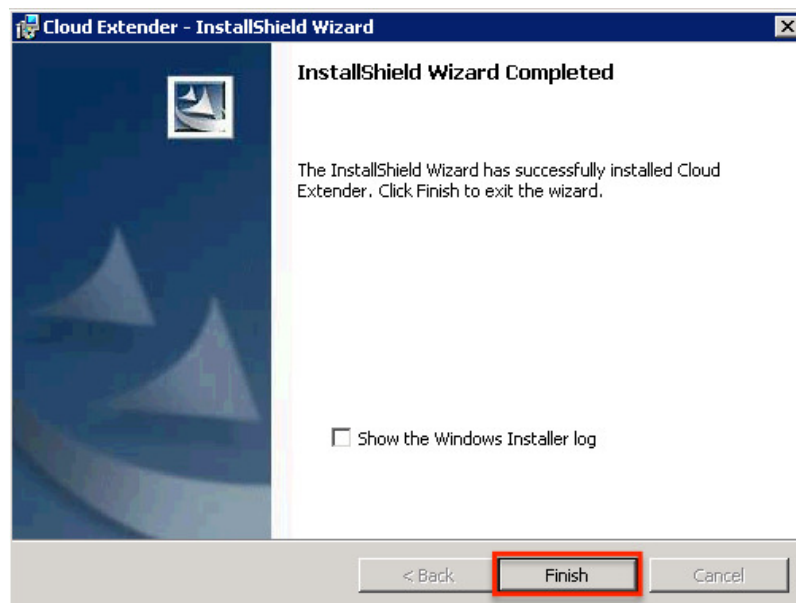 Cloud Extender - InstallShield Wizard
InstallShield Wizard Completed
The InstallShield Wizard has successfully installed Cloud
Extender. Click Finish to exit the wizard.
Show the Windows Installer log
< Back Finish Cancel